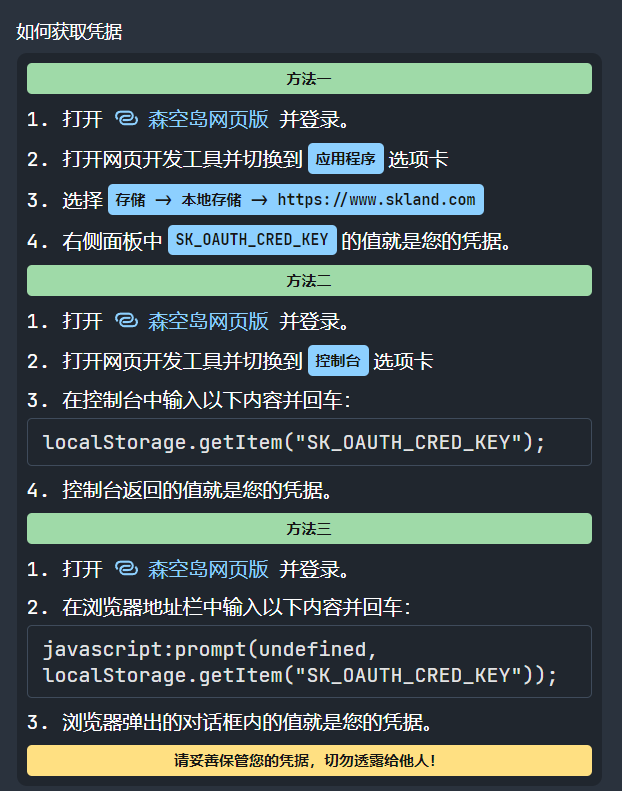 如何获取凭据
方法一
1. 打开 森空岛网页版 并登录。
2. 打开网页开发工具并切换到 应用程序 选项卡
3. 选择 存储 → 本地存储 → https://www.skland.com
4. 右侧面板中 SK_OAUTH_CRED_KEY 的值就是您的凭据。
方法二
1. 打开 森空岛网页版 并登录。
2. 打开网页开发工具并切换到 控制台 选项卡
3. 在控制台中输入以下内容并回车：
localStorage.getItem("SK_OAUTH_CRED_KEY");
4. 控制台返回的值就是您的凭据。
方法三
1. 打开 森空岛网页版 并登录。
2. 在浏览器地址栏中输入以下内容并回车：
javascript:prompt(undefined,
localStorage.getItem("SK_OAUTH_CRED_KEY"));
3. 浏览器弹出的对话框内的值就是您的凭据。
请妥善保管您的凭据，切勿透露给他人！